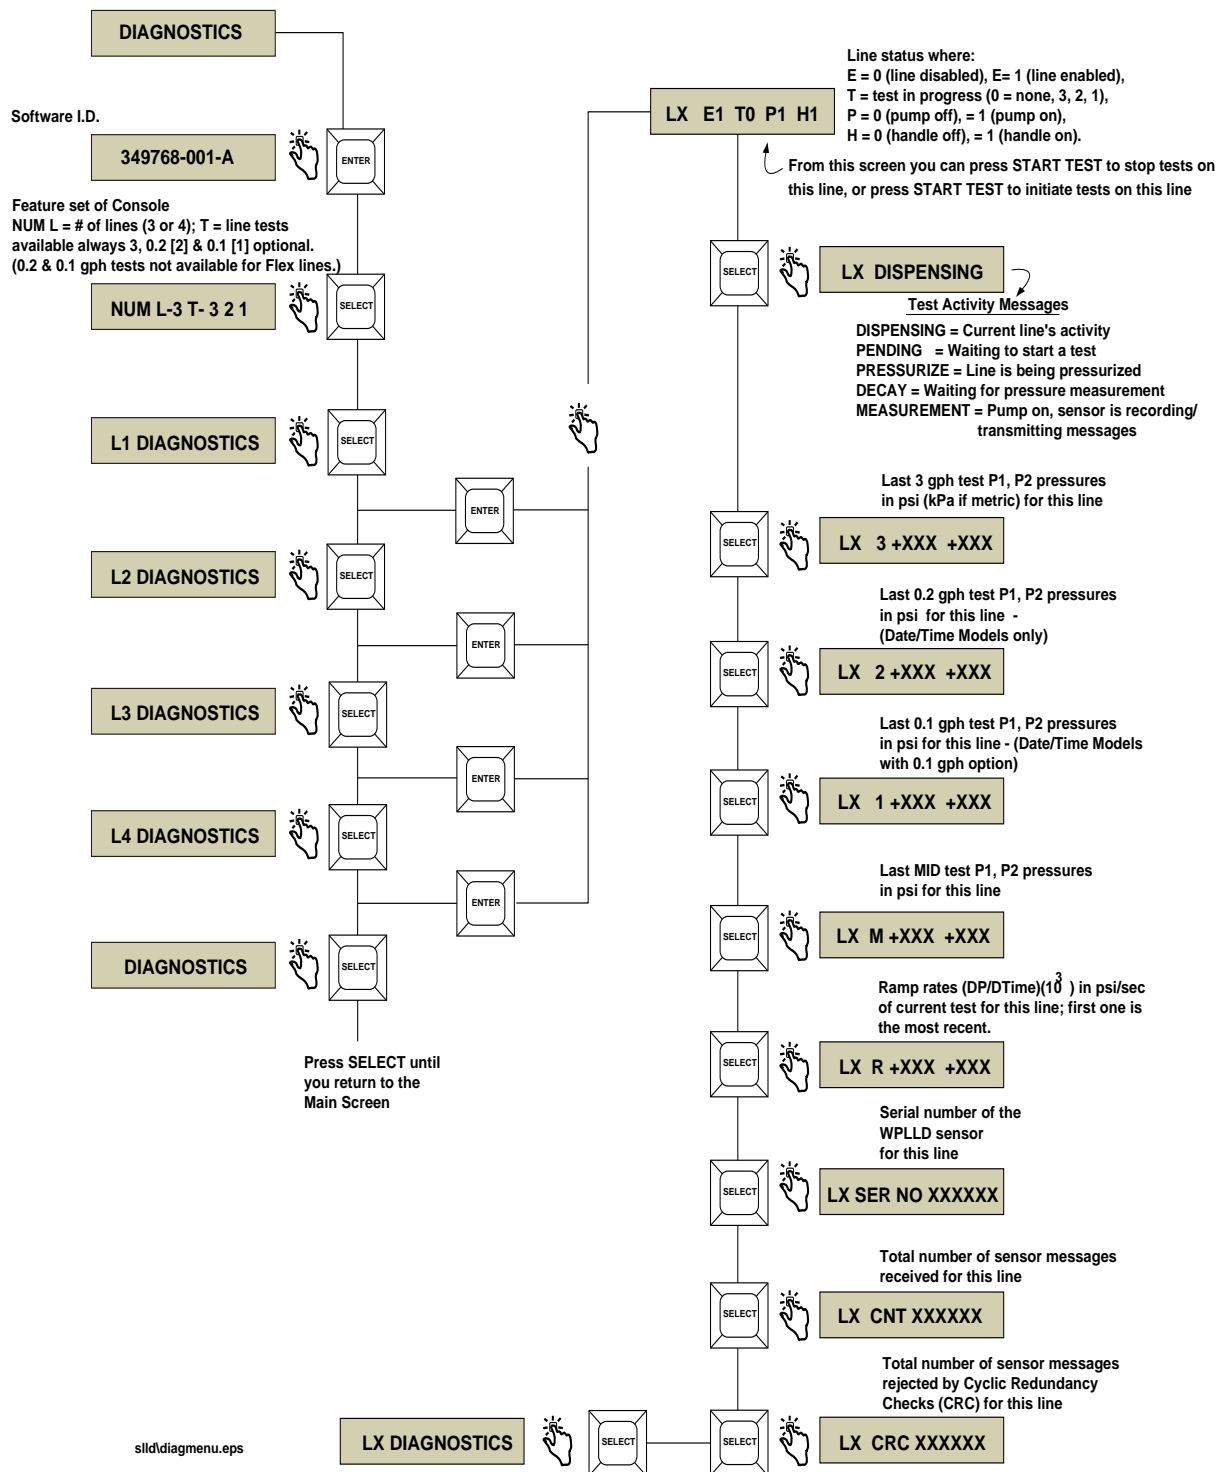 DIAGNOSTICS
Software I.D.
349768-001-A
ENTER
Feature set of Console
NUM L = # of lines (3 or 4); T = line tests
available always 3, 0.2 [2] & 0.1 [1] optional.
(0.2 & 0.1 gph tests not available for Flex lines.)
NUM L-3 T- 3 2 1
SELECT
L1 DIAGNOSTICS
SELECT
ENTER
L2 DIAGNOSTICS
SELECT
ENTER
L3 DIAGNOSTICS
SELECT
ENTER
L4 DIAGNOSTICS
SELECT
ENTER
DIAGNOSTICS
SELECT
Press SELECT until
you return to the
Main Screen
LX E1 T0 P1 H1
Line status where:
E = 0 (line disabled), E= 1 (line enabled),
T = test in progress (0 = none, 3, 2, 1),
P = 0 (pump off), = 1 (pump on),
H = 0 (handle off), = 1 (handle on).
From this screen you can press START TEST to stop tests on
this line, or press START TEST to initiate tests on this line
SELECT
LX DISPENSING
Test Activity Messages
DISPENSING = Current line's activity
PENDING = Waiting to start a test
PRESSURIZE = Line is being pressurized
DECAY = Waiting for pressure measurement
MEASUREMENT = Pump on, sensor is recording/
transmitting messages
Last 3 gph test P1, P2 pressures
in psi (kPa if metric) for this line
SELECT
LX 3 +XXX +XXX
Last 0.2 gph test P1, P2 pressures
in psi for this line -
(Date/Time Models only)
SELECT
LX 2 +XXX +XXX
Last 0.1 gph test P1, P2 pressures
in psi for this line - (Date/Time Models
with 0.1 gph option)
SELECT
LX 1 +XXX +XXX
Last MID test P1, P2 pressures
in psi for this line
SELECT
LX M +XXX +XXX
Ramp rates (DP/DTime)(10³ ) in psi/sec
of current test for this line; first one is
the most recent.
SELECT
LX R +XXX +XXX
Serial number of the
WPLLD sensor
for this line
SELECT
LX SER NO XXXXXX
Total number of sensor messages
received for this line
SELECT
LX CNT XXXXXX
Total number of sensor messages
rejected by Cyclic Redundancy
Checks (CRC) for this line
LX DIAGNOSTICS
SELECT
SELECT
LX CRC XXXXXX
slld\diagmenu.eps